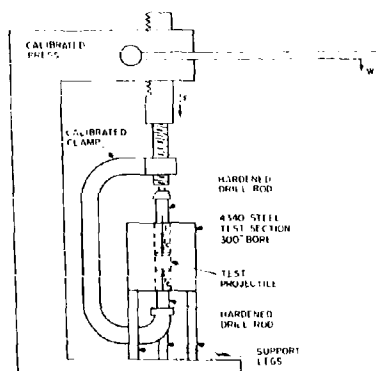 CALIBRATED
PRESS
W
F
CALIBRATED
CLAMP
HARDENED
DRILL ROD
4340 STEEL
TEST SECTION
300" BORE
TEST
PROJECTILE
HARDENED
DRILL ROD
SUPPORT
LEGS